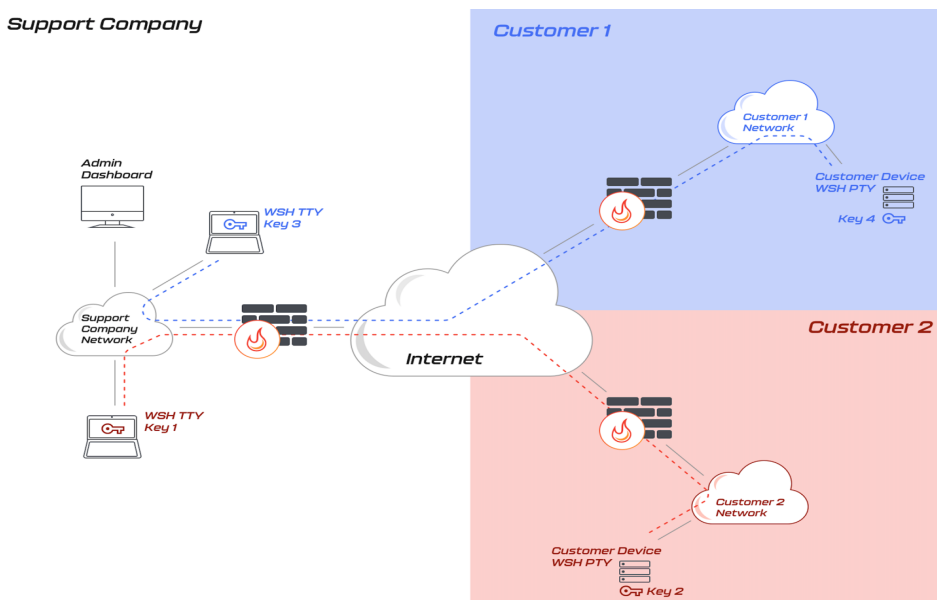 Support Company
Customer 1
Customer 1
Network
Admin
Dashboard
Customer Device
WSH PTY
Key 4
WSH TTY
Key 3
Support
Company
Network
Internet
Customer 2
WSH TTY
Key 1
Customer 2
Network
Customer Device
WSH PTY
Key 2